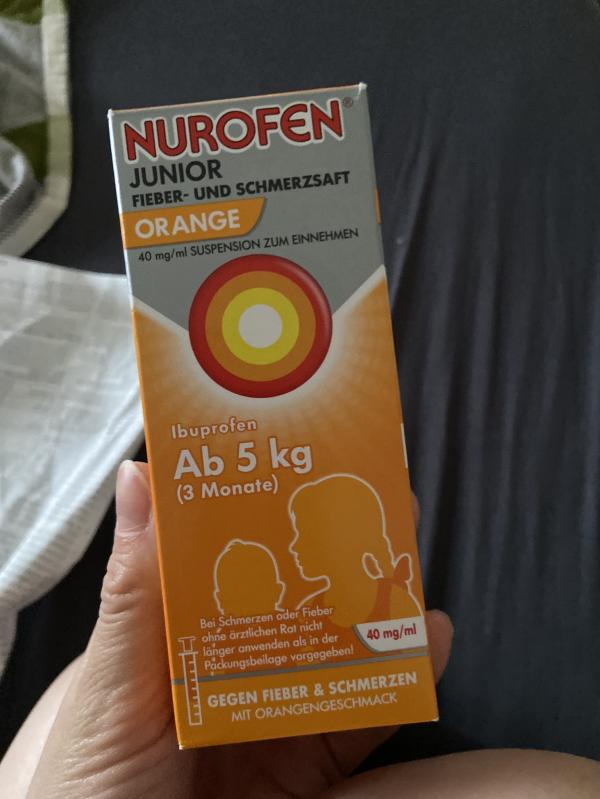 NUROFEN®
JUNIOR
FIEBER- UND SCHMERZSAFT
ORANGE
40 mg/ml SUSPENSION ZUM EINNEHMEN
Ibuprofen
Ab 5 kg
(3 Monate)
Bei Schmerzen oder Fieber
ohne ärztlichen Rat nicht
länger anwenden als in der
Packungsbeilage vorgegeben!
40 mg/ml
GEGEN FIEBER & SCHMERZEN
MIT ORANGENGESCHMACK